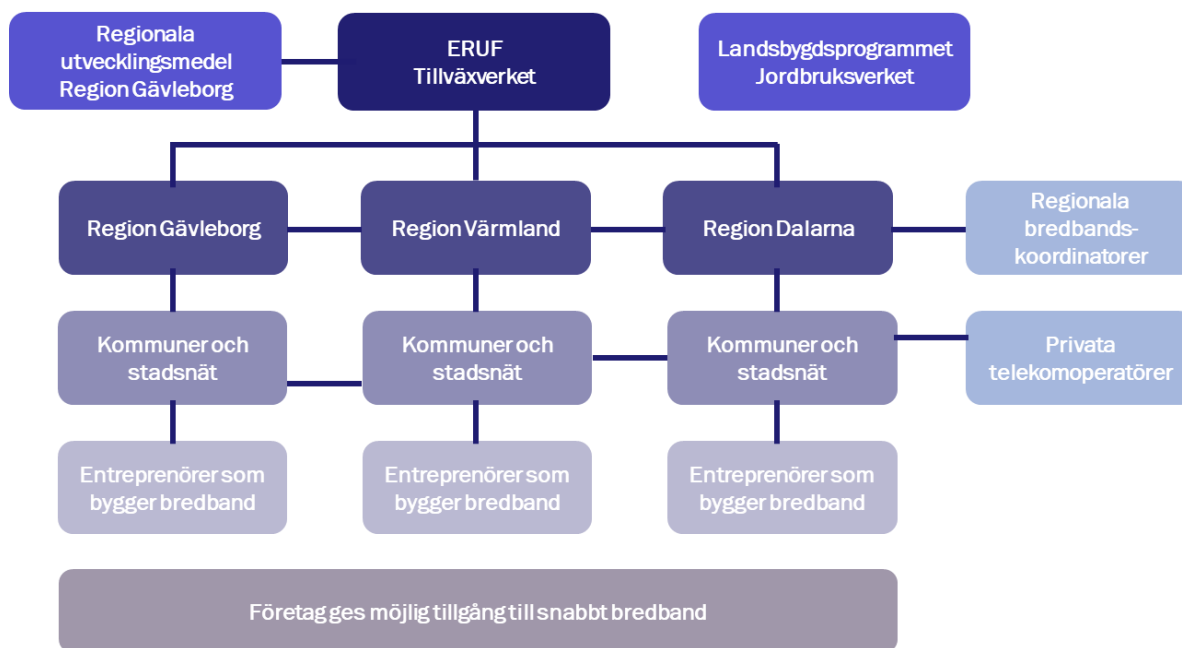 Regionala
utvecklingsmedel
Region Gävleborg
ERUF
Tillväxverket
Landsbygdsprogrammet
Jordbruksverket
Region Gävleborg
Region Värmland
Region Dalarna
Regionala
bredbands-
koordinatorer
Kommuner och
stadsnät
Kommuner och
stadsnät
Kommuner och
stadsnät
Privata
telekomoperatörer
Entreprenörer som
bygger bredband
Entreprenörer som
bygger bredband
Entreprenörer som
bygger bredband
Företag ges möjlig tillgång till snabbt bredband